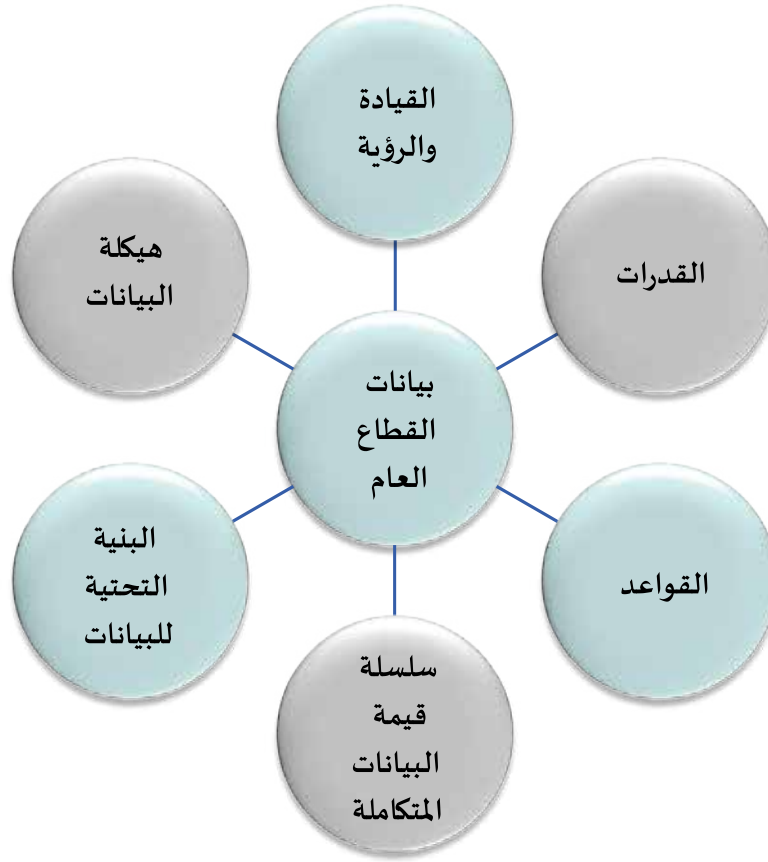 القيادة
والرؤية
القدرات
هيكلة
البيانات
بيانات
القطاع
العام
القواعد
البنية
التحتية
للبيانات
سلسلة
قيمة
البيانات
المتكاملة